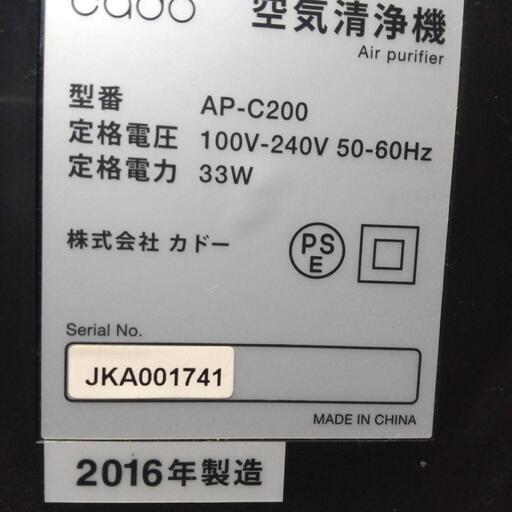 cado 空気清浄機
Air purifier
型番 AP-C200
定格電圧 100V-240V 50-60Hz
定格電力 33W
株式会社 カドー
PS
E
Serial No.
JKA001741
MADE IN CHINA
2016年製造